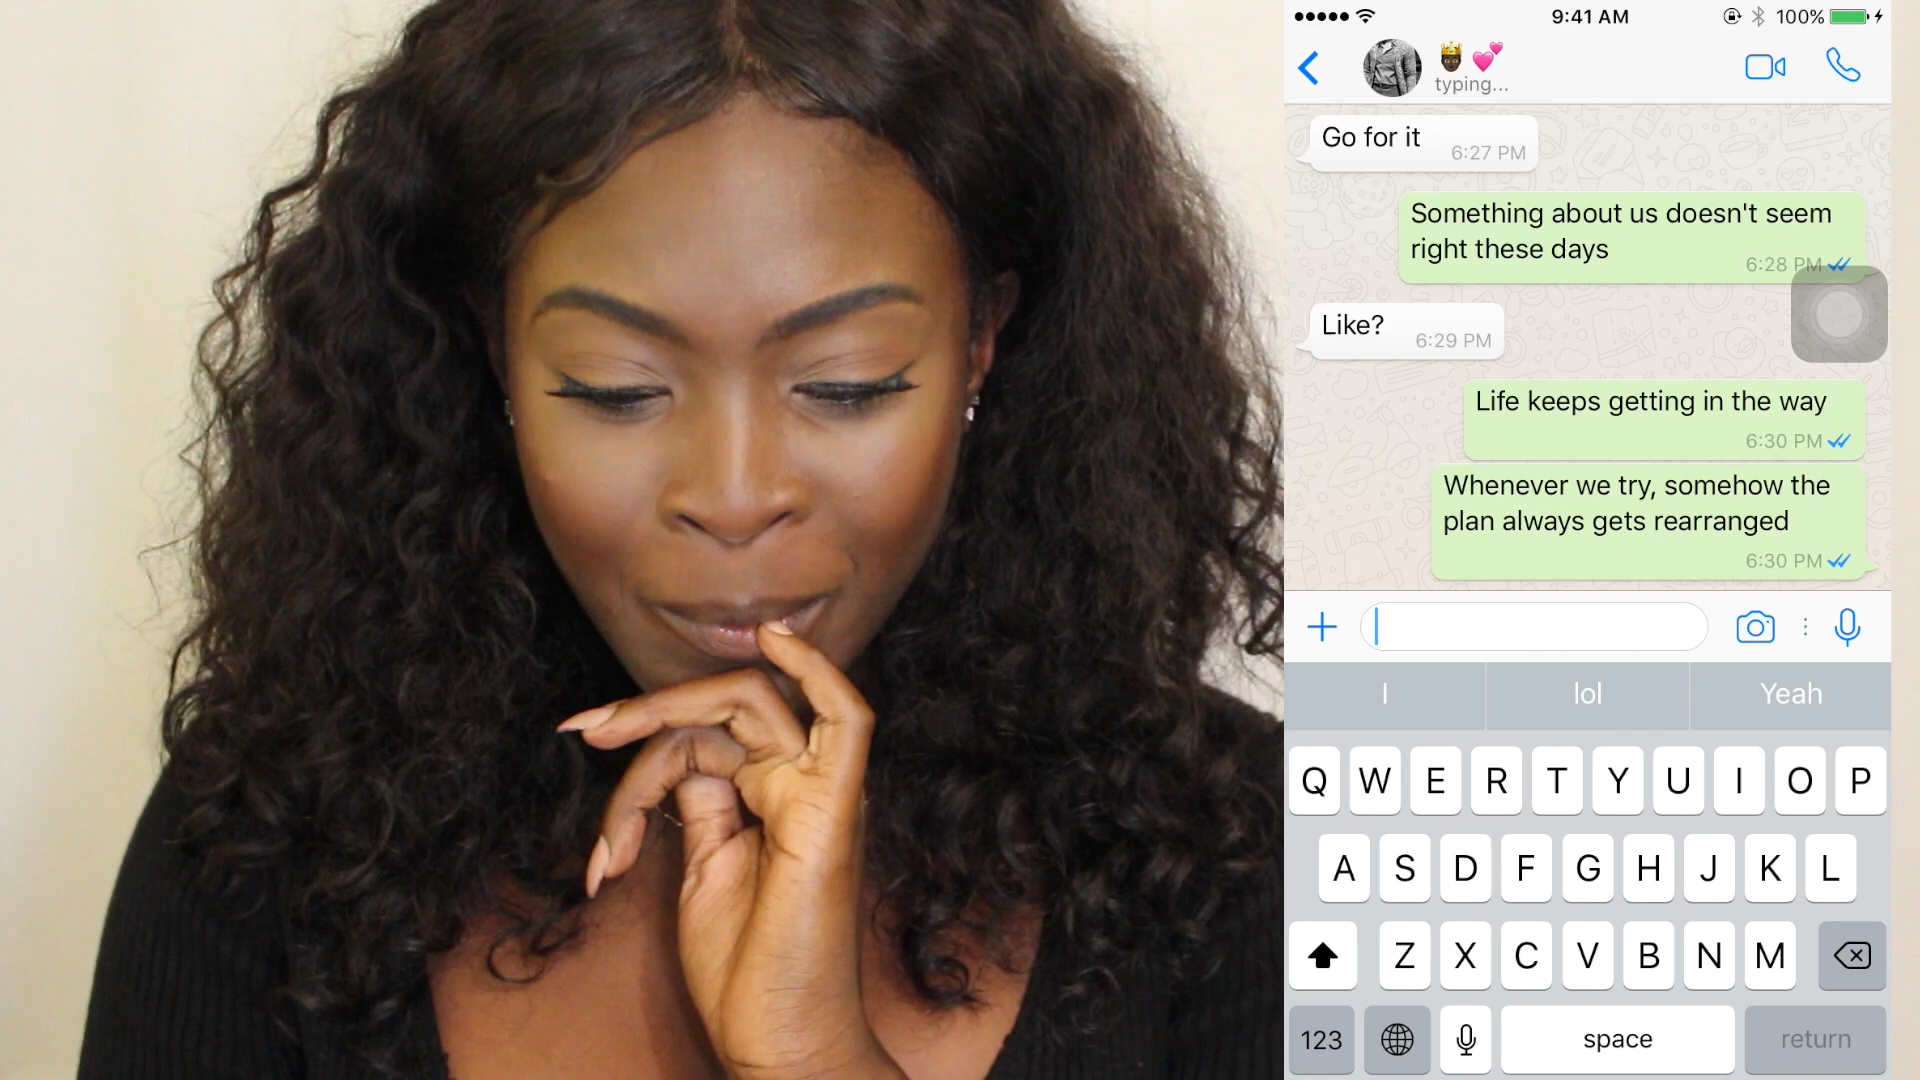 9:41 AM
100%
typing...
Go for it
6:27 PM
Something about us doesn't seem
right these days
6:28 PM
Like?
6:29 PM
Life keeps getting in the way
6:30 PM
Whenever we try, somehow the
plan always gets rearranged
6:30 PM
I lol Yeah
Q W E R T Y U I O P
A S D F G H J K L
Z X C V B N M
123 space return